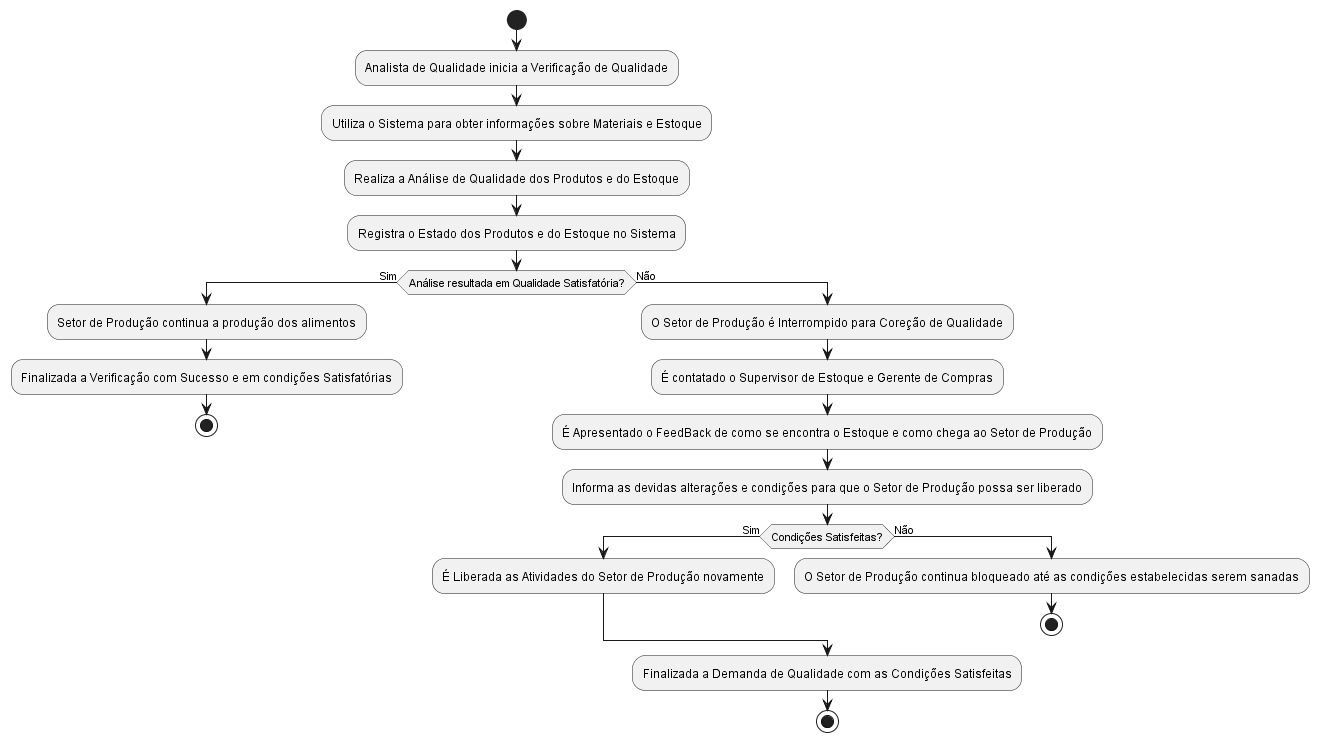 Analista de Qualidade inicia a Verificação de Qualidade
Utiliza o Sistema para obter informações sobre Materiais e Estoque
Realiza a Análise de Qualidade dos Produtos e do Estoque
Registra o Estado dos Produtos e do Estoque no Sistema
Sim
Análise resultada em Qualidade Satisfatória?
Não
Setor de Produção continua a produção dos alimentos
Finalizada a Verificação com Sucesso e em condições Satisfatórias
O Setor de Produção é Interrompido para Coreção de Qualidade
É contatado o Supervisor de Estoque e Gerente de Compras
É Apresentado o FeedBack de como se encontra o Estoque e como chega ao Setor de Produção
Informa as devidas alterações e condições para que o Setor de Produção possa ser liberado
Sim
Condições Satisfeitas?
Não
É Liberada as Atividades do Setor de Produção novamente
O Setor de Produção continua bloqueado até as condições estabelecidas serem sanadas
Finalizada a Demanda de Qualidade com as Condições Satisfeitas